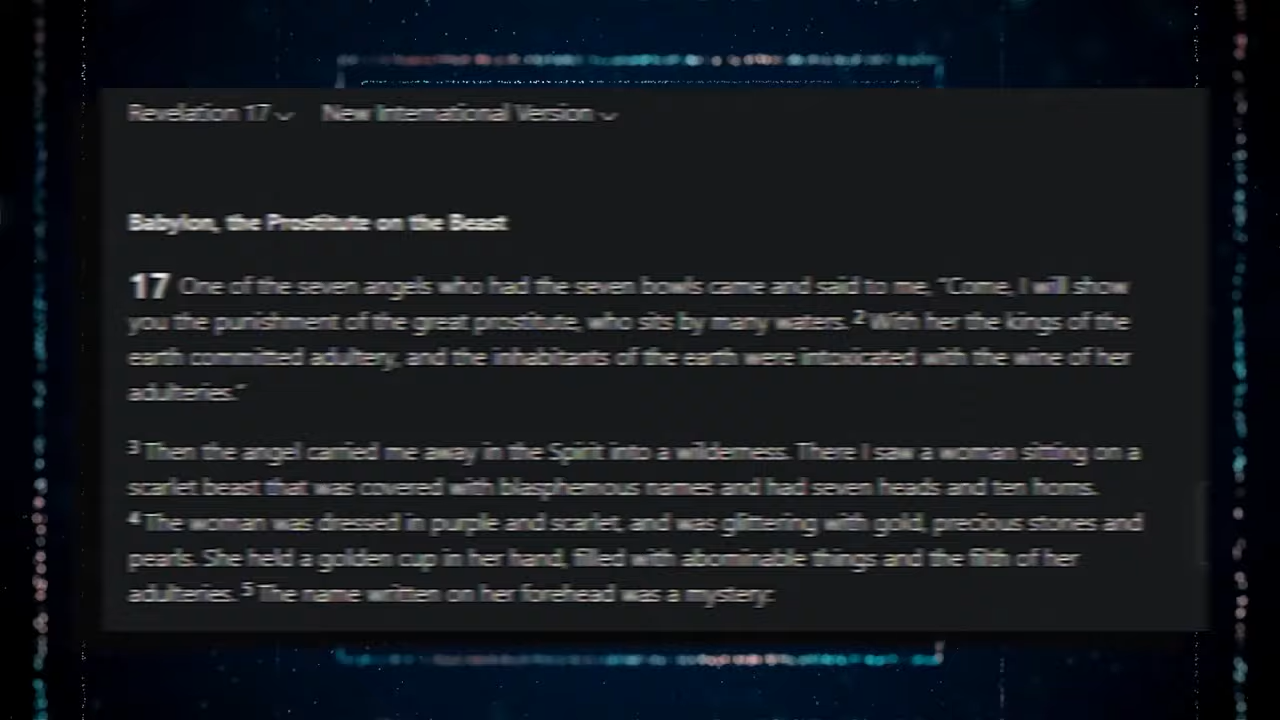 Revelation 17 New International Version
Babylon, the Prostitute on the Beast
17 One of the seven angels who had the seven bowls came and said to me, "Come, I will show
you the punishment of the great prostitute, who sits by many waters. 2 With her the kings of the
earth committed adultery, and the inhabitants of the earth were intoxicated with the wine of her
adulteries."
3 Then the angel carried me away in the Spirit into a wilderness. There I saw a woman sitting on a
scarlet beast that was covered with blasphemous names and had seven heads and ten horns.
4 The woman was dressed in purple and scarlet, and was glittering with gold, precious stones and
pearls. She held a golden cup in her hand, filled with abominable things and the filth of her
adulteries. 5 The name written on her forehead was a mystery: